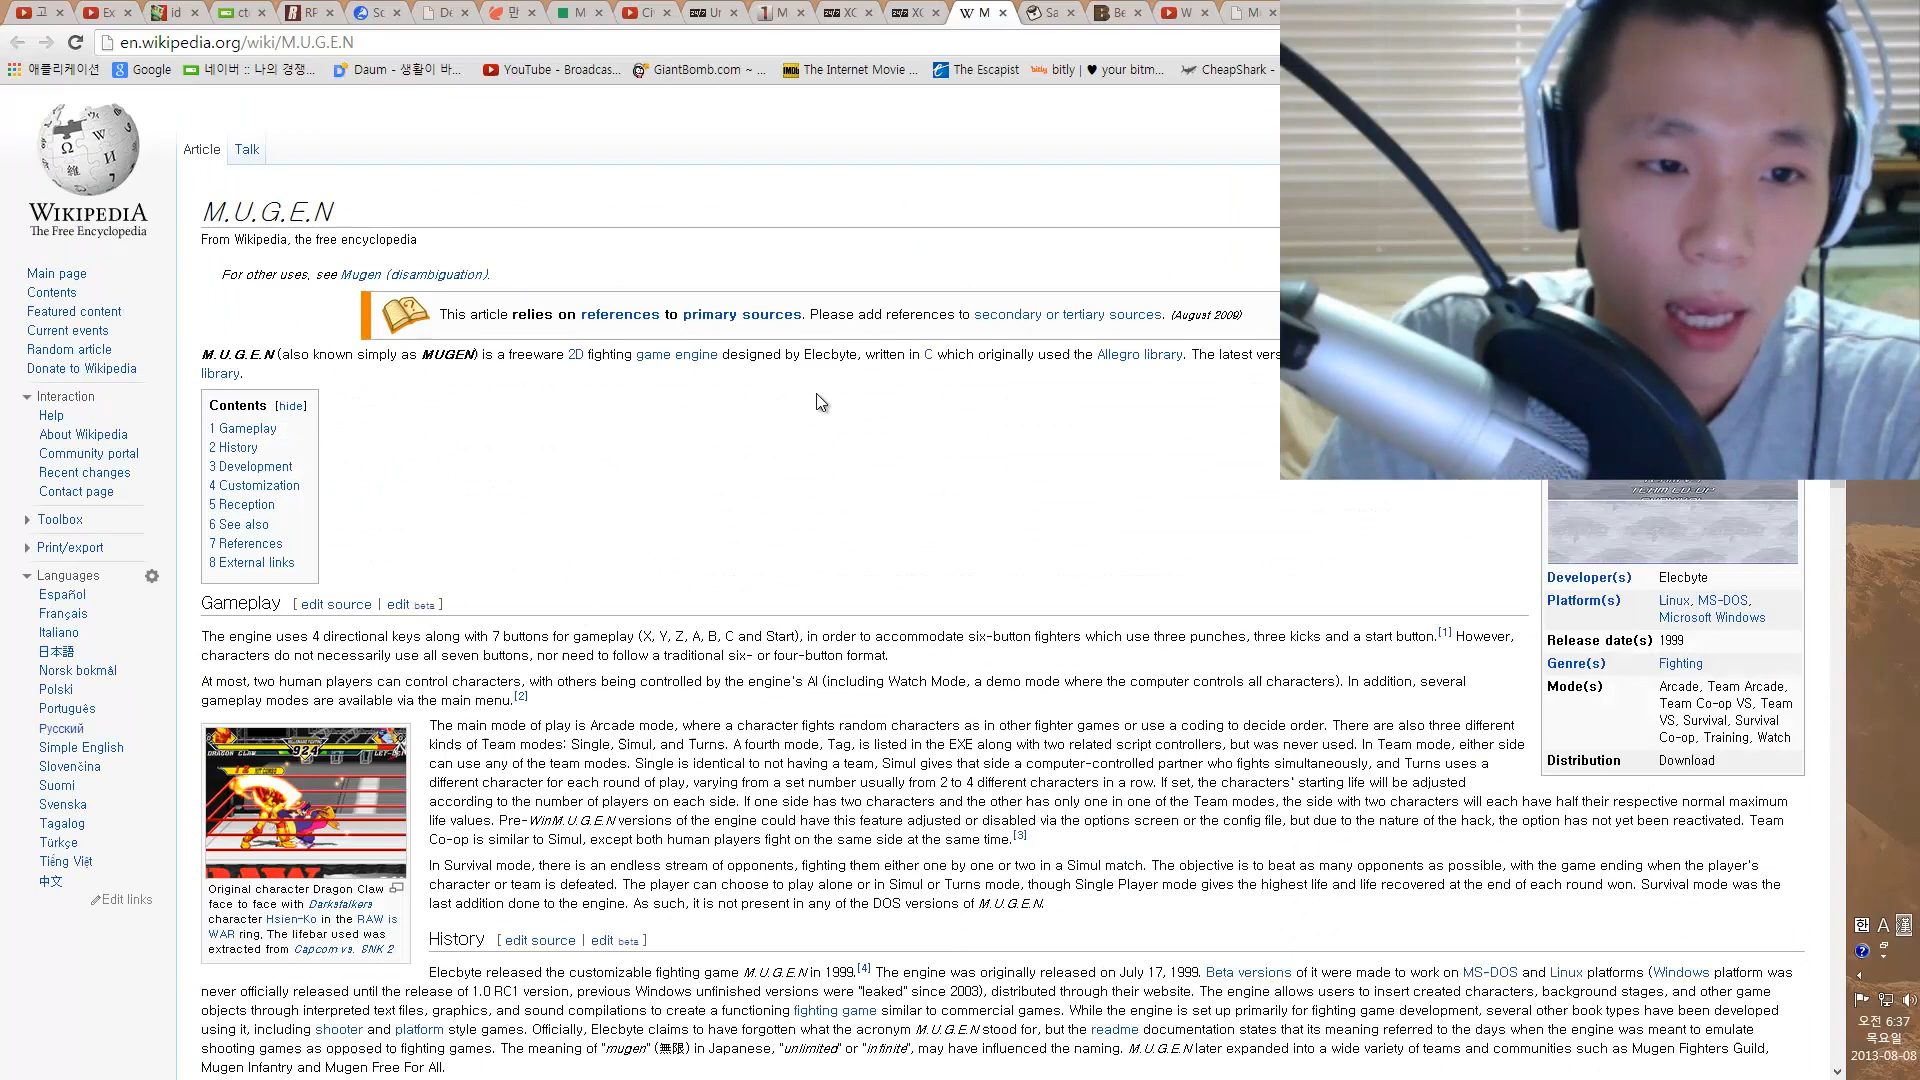 고
Ex
id
ct
RF
Sc
De
만
M
Ci
Ur
M
XC
XC
W M
Sa
Be
W
M
en.wikipedia.org/wiki/M.U.G.E.N
애플리케이션 Google 네이버 :: 나의 경쟁... Daum - 생활이 바... YouTube - Broadcas... GiantBomb.com ~ ... The Internet Movie ... The Escapist bitly | ♥ your bitm... CheapShark -
WIKIPEDIA
The Free Encyclopedia
Main page
Contents
Featured content
Current events
Random article
Donate to Wikipedia
Interaction
Help
About Wikipedia
Community portal
Recent changes
Contact page
Toolbox
Print/export
Languages
Español
Français
Italiano
日本語
Norsk bokmål
Polski
Português
Русский
Simple English
Slovenčina
Suomi
Svenska
Tagalog
Türkçe
Tiếng Việt
中文
Edit links
Article Talk
M.U.G.E.N
From Wikipedia, the free encyclopedia
For other uses, see Mugen (disambiguation).
This article relies on references to primary sources. Please add references to secondary or tertiary sources. (August 2009)
M.U.G.E.N (also known simply as MUGEN) is a freeware 2D fighting game engine designed by Elecbyte, written in C which originally used the Allegro library. The latest vers
library.
Contents [hide]
1 Gameplay
2 History
3 Development
4 Customization
5 Reception
6 See also
7 References
8 External links
TEAM CO-OP
Developer(s) Elecbyte
Platform(s) Linux, MS-DOS,
Microsoft Windows
Release date(s) 1999
Genre(s) Fighting
Mode(s) Arcade, Team Arcade,
Team Co-op VS, Team
VS, Survival, Survival
Co-op, Training, Watch
Distribution Download
Gameplay [ edit source | edit beta ]
The engine uses 4 directional keys along with 7 buttons for gameplay (X, Y, Z, A, B, C and Start), in order to accommodate six-button fighters which use three punches, three kicks and a start button.[1] However,
characters do not necessarily use all seven buttons, nor need to follow a traditional six- or four-button format.
At most, two human players can control characters, with others being controlled by the engine's AI (including Watch Mode, a demo mode where the computer controls all characters). In addition, several
gameplay modes are available via the main menu.[2]
The main mode of play is Arcade mode, where a character fights random characters as in other fighter games or use a coding to decide order. There are also three different
kinds of Team modes: Single, Simul, and Turns. A fourth mode, Tag, is listed in the EXE along with two related script controllers, but was never used. In Team mode, either side
can use any of the team modes. Single is identical to not having a team, Simul gives that side a computer-controlled partner who fights simultaneously, and Turns uses a
different character for each round of play, varying from a set number usually from 2 to 4 different characters in a row. If set, the characters' starting life will be adjusted
according to the number of players on each side. If one side has two characters and the other has only one in one of the Team modes, the side with two characters will each have half their respective normal maximum
life values. Pre-WinM.U.G.E.N versions of the engine could have this feature adjusted or disabled via the options screen or the config file, but due to the nature of the hack, the option has not yet been reactivated. Team
Co-op is similar to Simul, except both human players fight on the same side at the same time.[3]
In Survival mode, there is an endless stream of opponents, fighting them either one by one or two in a Simul match. The objective is to beat as many opponents as possible, with the game ending when the player's
character or team is defeated. The player can choose to play alone or in Simul or Turns mode, though Single Player mode gives the highest life and life recovered at the end of each round won. Survival mode was the
last addition done to the engine. As such, it is not present in any of the DOS versions of M.U.G.E.N.
DRAGON CLAW
924
RAW
Original character Dragon Claw
face to face with Darkstalkers
character Hsien-Ko in the RAW is
WAR ring. The lifebar used was
extracted from Capcom vs. SNK 2
History [ edit source | edit beta ]
Elecbyte released the customizable fighting game M.U.G.E.N in 1999.[4] The engine was originally released on July 17, 1999. Beta versions of it were made to work on MS-DOS and Linux platforms (Windows platform was
never officially released until the release of 1.0 RC1 version, previous Windows unfinished versions were "leaked" since 2003), distributed through their website. The engine allows users to insert created characters, background stages, and other game
objects through interpreted text files, graphics, and sound compilations to create a functioning fighting game similar to commercial games. While the engine is set up primarily for fighting game development, several other book types have been developed
using it, including shooter and platform style games. Officially, Elecbyte claims to have forgotten what the acronym M.U.G.E.N stood for, but the readme documentation states that its meaning referred to the days when the engine was meant to emulate
shooting games as opposed to fighting games. The meaning of "mugen" (無限) in Japanese, "unlimited" or "infinite", may have influenced the naming. M.U.G.E.N later expanded into a wide variety of teams and communities such as Mugen Fighters Guild,
Mugen Infantry and Mugen Free For All.
한 A 漢
오전 6:37
목요일
2013-08-08